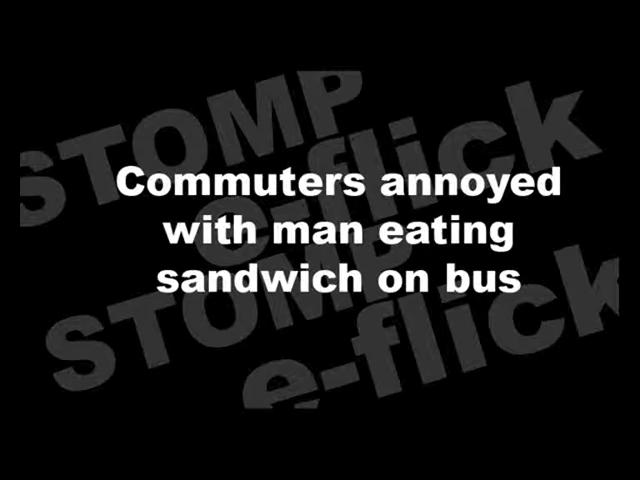 STOMP
e-flick
Commuters annoyed
with man eating
sandwich on bus
STOMP
e-flick